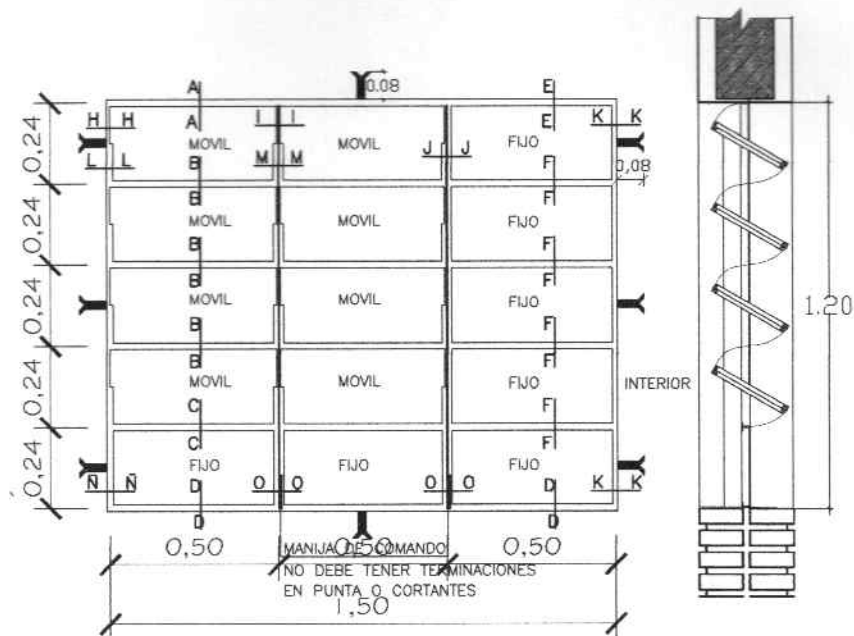 A 0.08 E
H H A I I E K K
0,24 MOVIL MOVIL FIJO
L L B M M J J F 0,08
B F
0,24 MOVIL MOVIL FIJO
B F
B F
0,24 MOVIL MOVIL FIJO 1.20
B F
B F
0,24 MOVIL MOVIL FIJO INTERIOR
C F
C F
0,24 FIJO FIJO FIJO
Ñ Ñ D O O O O D K K
D D
0,50 0,50 0,50
MANIJA DE COMANDO
NO DEBE TENER TERMINACIONES
EN PUNTA O CORTANTES
1,50